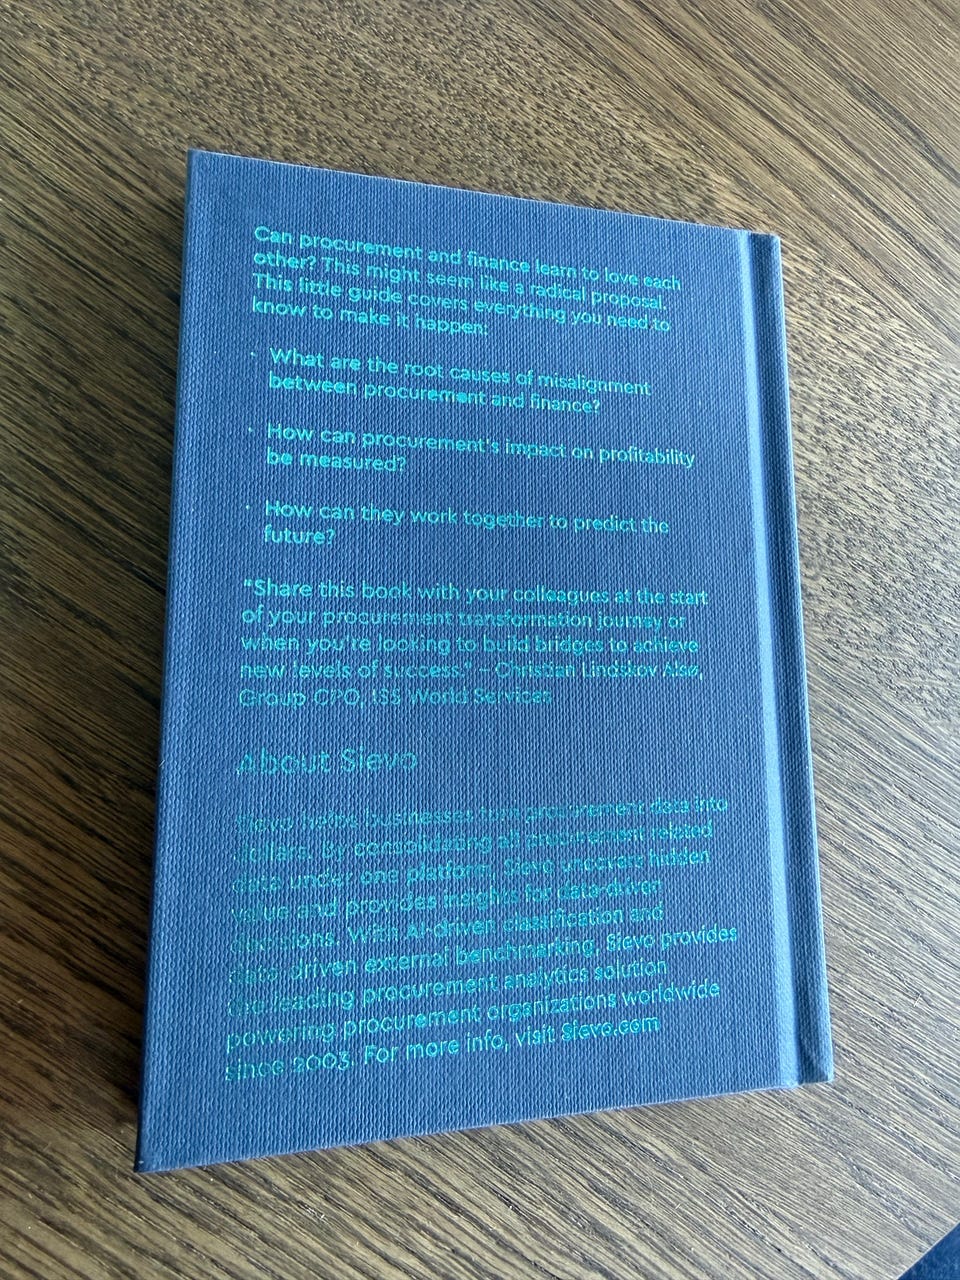 Can procurement and finance learn to love each
other? This might seem like a radical proposal.
This little guide covers everything you need to
know to make it happen:
· What are the root causes of misalignment
between procurement and finance?
· How can procurement's impact on profitability
be measured?
· How can they work together to predict the
future?
"Share this book with your colleagues at the start
of your procurement transformation journey or
when you're looking to build bridges to achieve
new levels of success." – Christian Lindskov Alsø,
Group CPO, ISS World Services
About Sievo
Sievo helps businesses turn procurement data into
dollars. By consolidating all procurement related
data under one platform, Sievo uncovers hidden
value and provides insights for data-driven
decisions. With AI-driven classification and
data driven external benchmarking, Sievo provides
the leading procurement analytics solution
powering procurement organizations worldwide
since 2003. For more info, visit Sievo.com